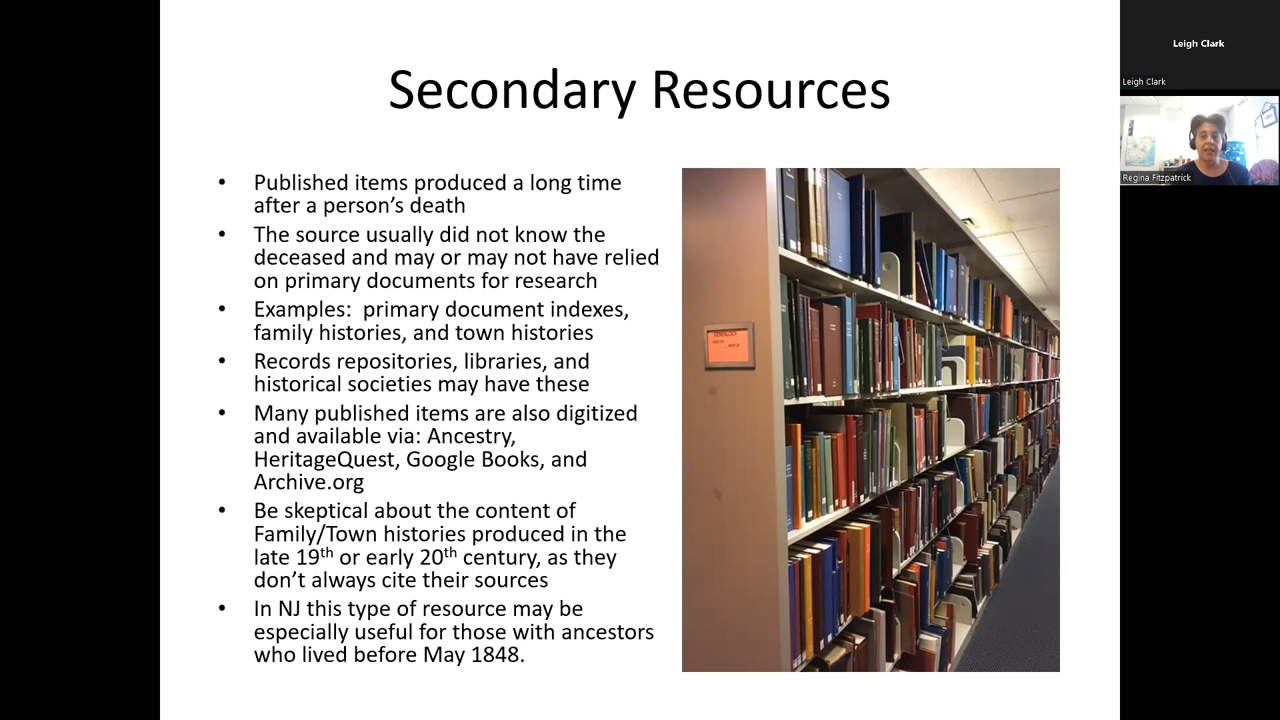 Secondary Resources
• Published items produced a long time
after a person's death
• The source usually did not know the
deceased and may or may not have relied
on primary documents for research
• Examples:  primary document indexes,
family histories, and town histories
• Records repositories, libraries, and
historical societies may have these
• Many published items are also digitized
and available via: Ancestry,
HeritageQuest, Google Books, and
Archive.org
• Be skeptical about the content of
Family/Town histories produced in the
late 19th or early 20th century, as they
don't always cite their sources
• In NJ this type of resource may be
especially useful for those with ancestors
who lived before May 1848.
Leigh Clark
Leigh Clark
Regina Fitzpatrick